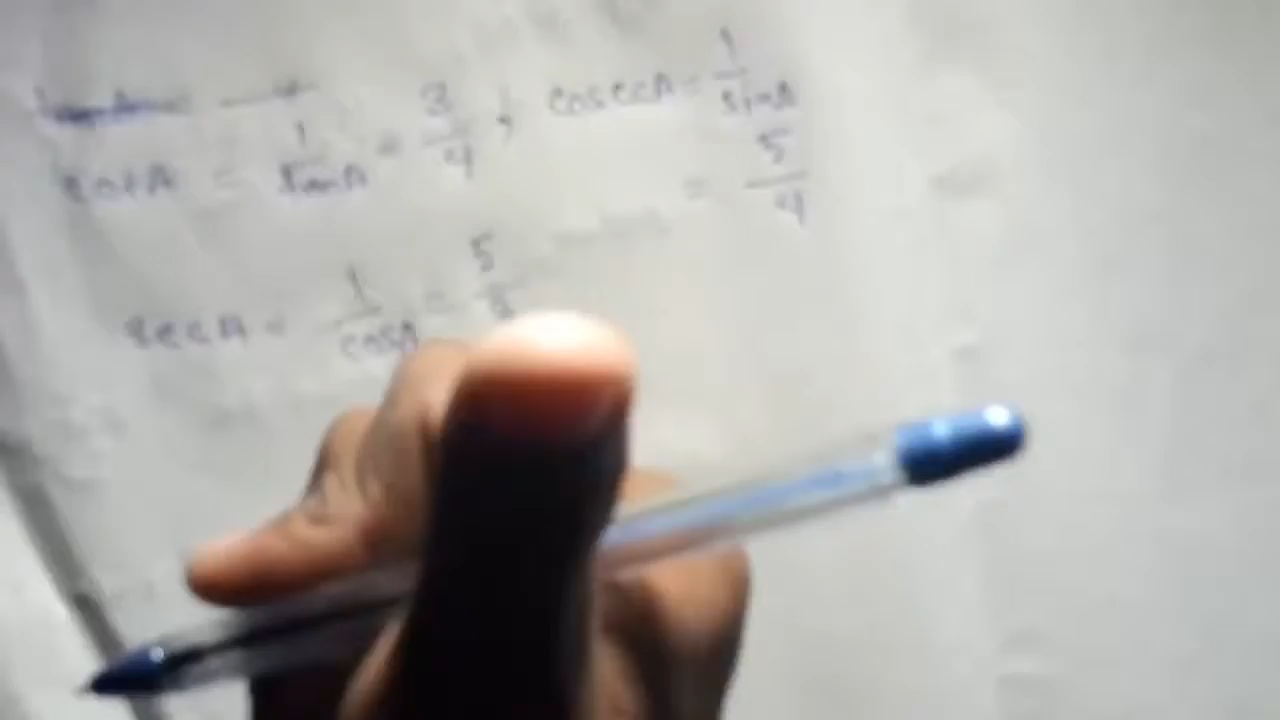 cotA = 1/tanA = 3/4, cosecA = 1/sinA
= 5/4
secA = 1/cosA = 5/3